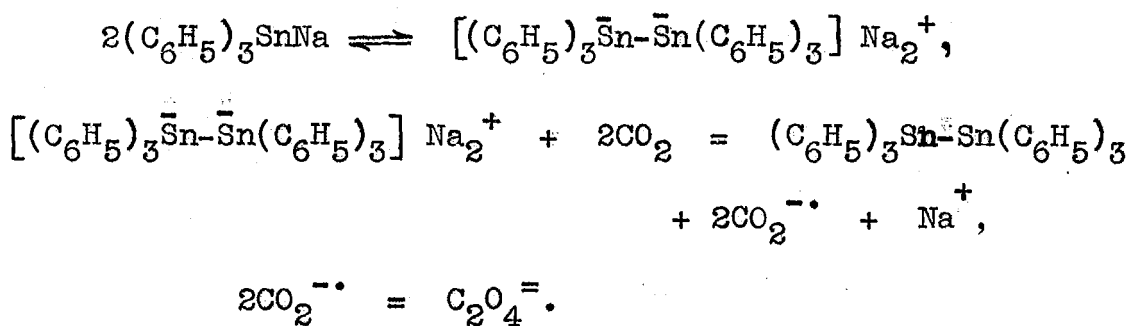 2(C₆H₅)₃SnNa ⇌ [(C₆H₅)₃S̄n-S̄n(C₆H₅)₃] Na₂⁺,
[(C₆H₅)₃S̄n-S̄n(C₆H₅)₃] Na₂⁺ + 2CO₂ = (C₆H₅)₃Sn-Sn(C₆H₅)₃
+ 2CO₂⁻• + Na⁺,
2CO₂⁻• = C₂O₄⁼.